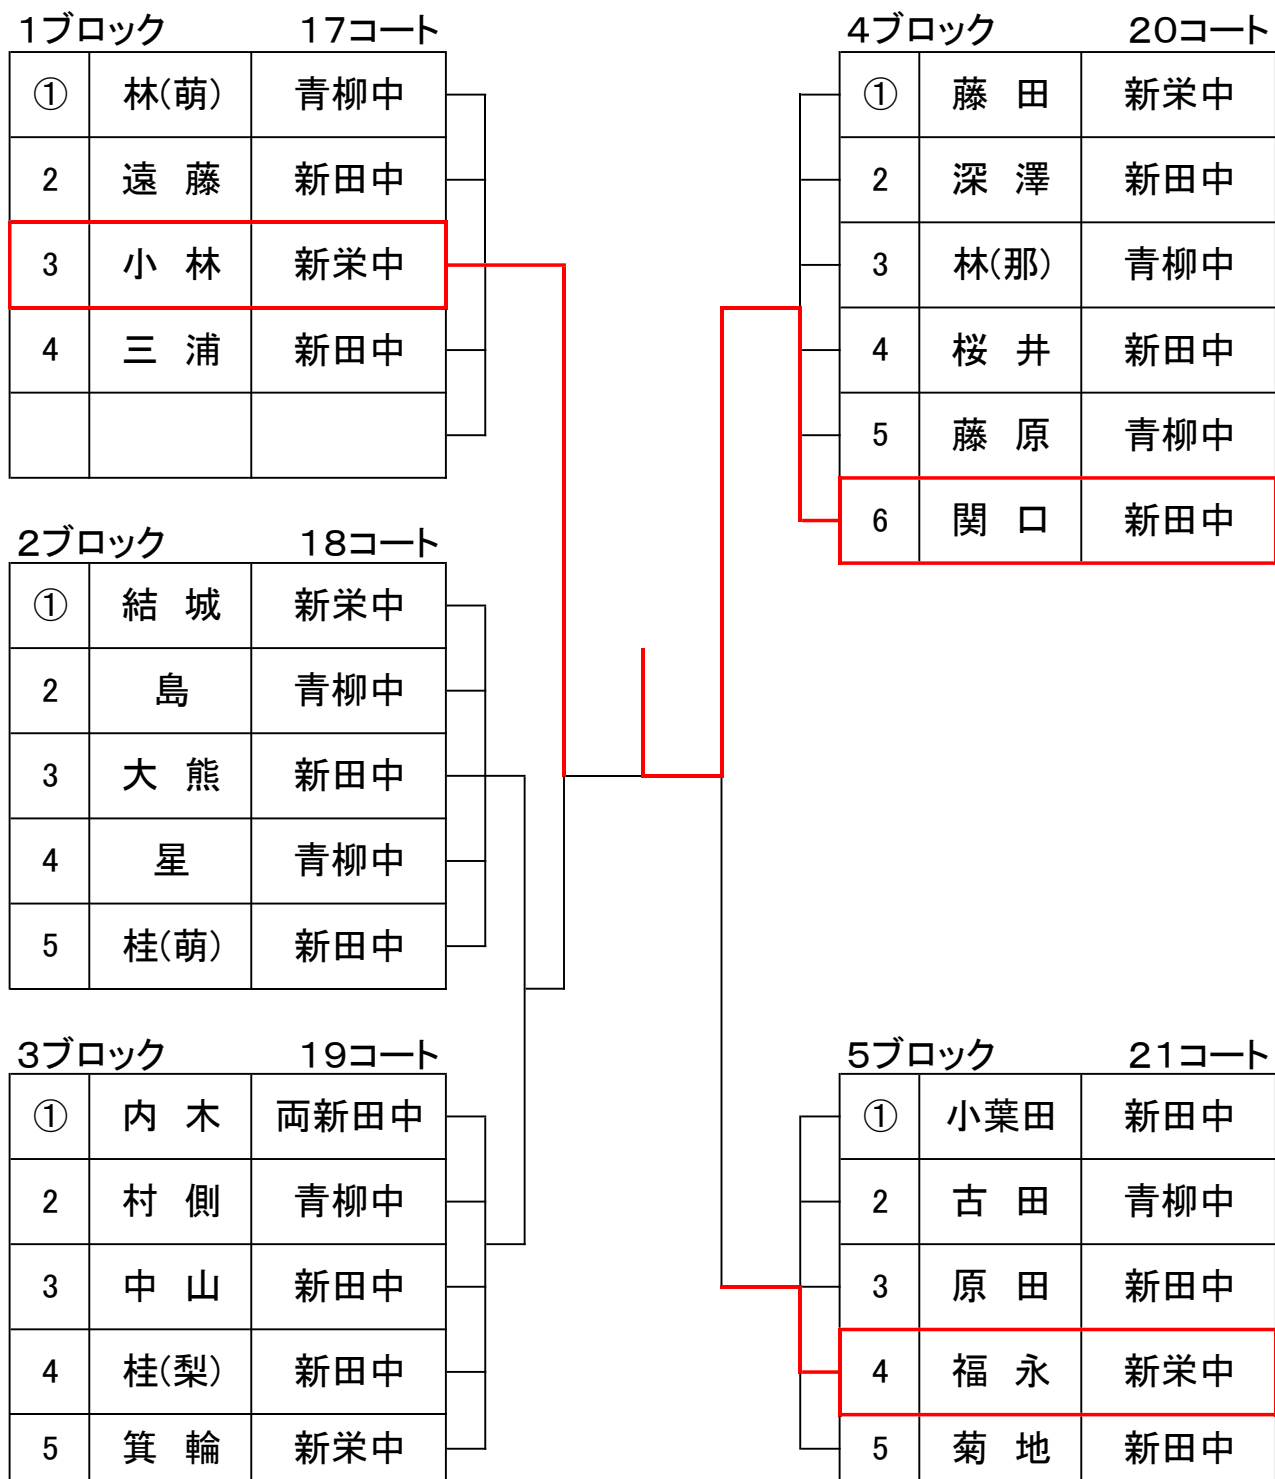 1ブロック 17コート
① 林(萌) 青柳中
2 遠藤 新田中
3 小林 新栄中
4 三浦 新田中
2ブロック 18コート
① 結城 新栄中
2 島 青柳中
3 大熊 新田中
4 星 青柳中
5 桂(萌) 新田中
3ブロック 19コート
① 内木 両新田中
2 村側 青柳中
3 中山 新田中
4 桂(梨) 新田中
5 箕輪 新栄中
4ブロック 20コート
① 藤田 新栄中
2 深澤 新田中
3 林(那) 青柳中
4 桜井 新田中
5 藤原 青柳中
6 関口 新田中
5ブロック 21コート
① 小葉田 新田中
2 古田 青柳中
3 原田 新田中
4 福永 新栄中
5 菊地 新田中